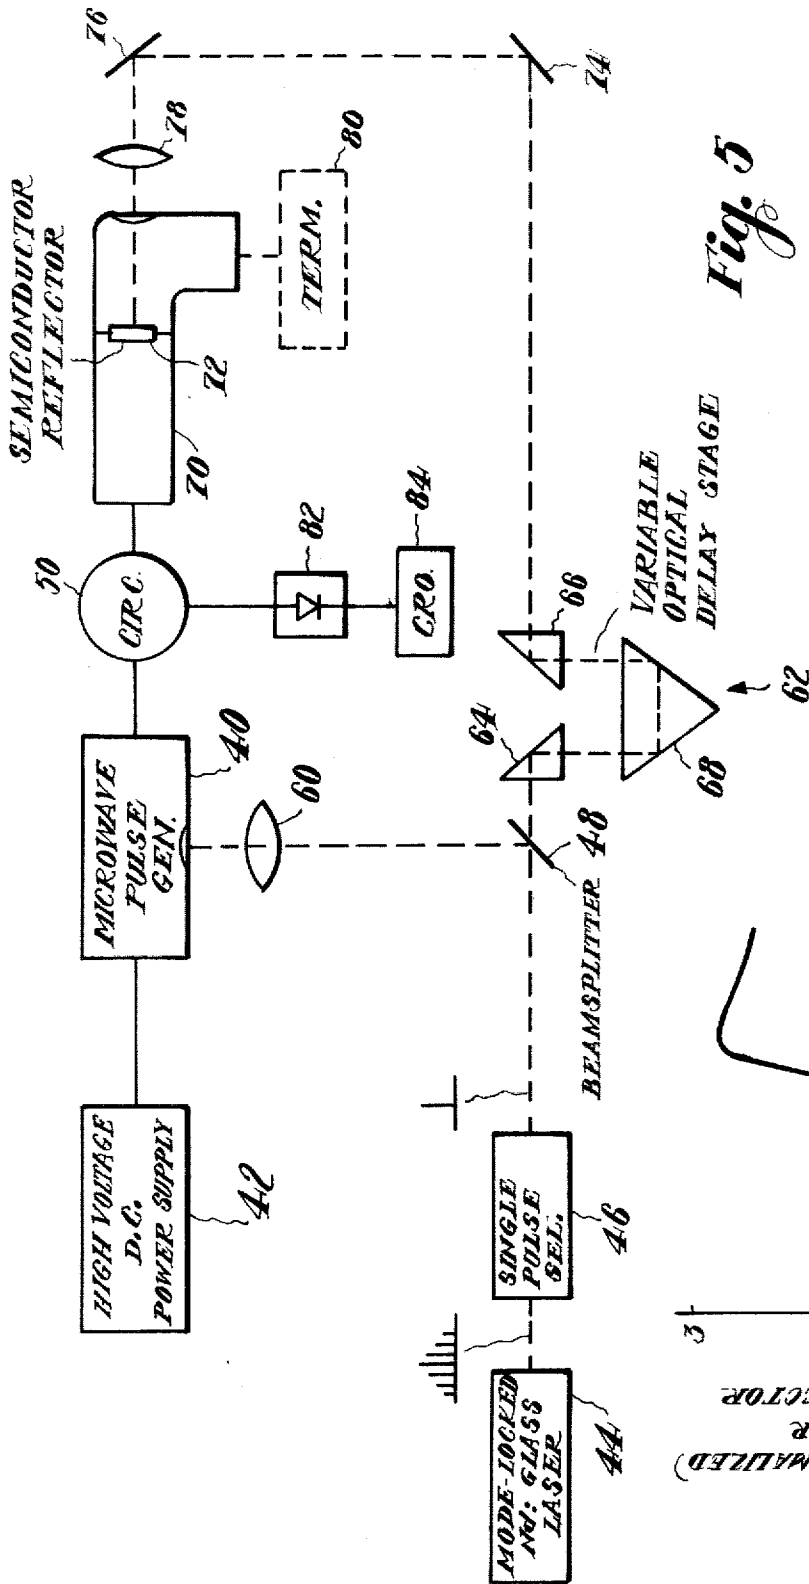 HIGH VOLTAGE
D.C.
POWER SUPPLY
42
MICROWAVE
PULSE
GEN.
40
CIRC.
50
SEMICONDUCTOR
REFLECTOR
70
72
78
76
TERM.
80
82
CRO.
84
60
MODE-LOCKED
Nd: GLASS
LASER
44
SINGLE
PULSE
SEL.
46
BEAMSPLITTER
48
64
66
68
62
VARIABLE
OPTICAL
DELAY STAGE
74
Fig. 5
3